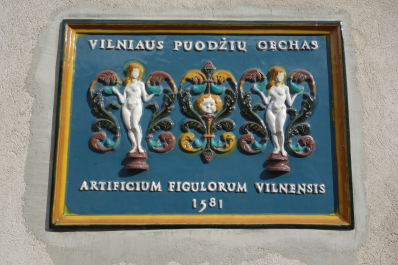 VILNIAUS PUODŽIŲ CECHAS
ARTIFICIUM FIGULORUM VILNENSIS
1581